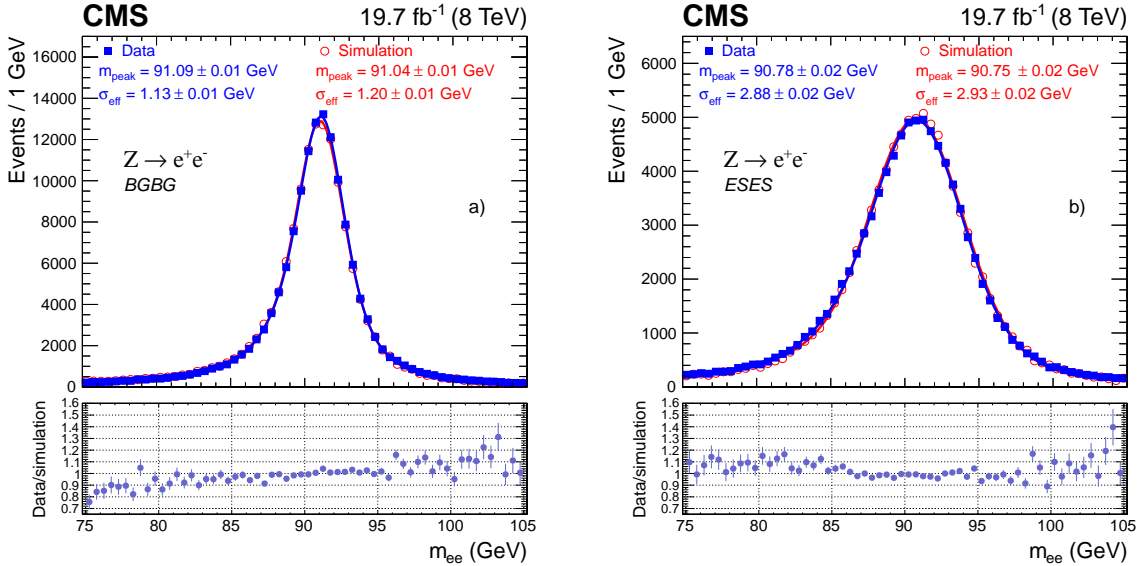 CMS 19.7 fb⁻¹ (8 TeV)
Data Simulation
m_peak = 91.09 ± 0.01 GeV m_peak = 91.04 ± 0.01 GeV
σ_eff = 1.13 ± 0.01 GeV σ_eff = 1.20 ± 0.01 GeV
Z → e⁺e⁻
BGBG
a)
Events / 1 GeV
16000
14000
12000
10000
8000
6000
4000
2000
0
Data/simulation
1.6
1.5
1.4
1.3
1.2
1.1
1
0.9
0.8
0.7
75 80 85 90 95 100 105
m_ee (GeV)
CMS 19.7 fb⁻¹ (8 TeV)
Data Simulation
m_peak = 90.78 ± 0.02 GeV m_peak = 90.75 ± 0.02 GeV
σ_eff = 2.88 ± 0.02 GeV σ_eff = 2.93 ± 0.02 GeV
Z → e⁺e⁻
ESES
b)
Events / 1 GeV
6000
5000
4000
3000
2000
1000
0
Data/simulation
1.6
1.5
1.4
1.3
1.2
1.1
1
0.9
0.8
0.7
75 80 85 90 95 100 105
m_ee (GeV)